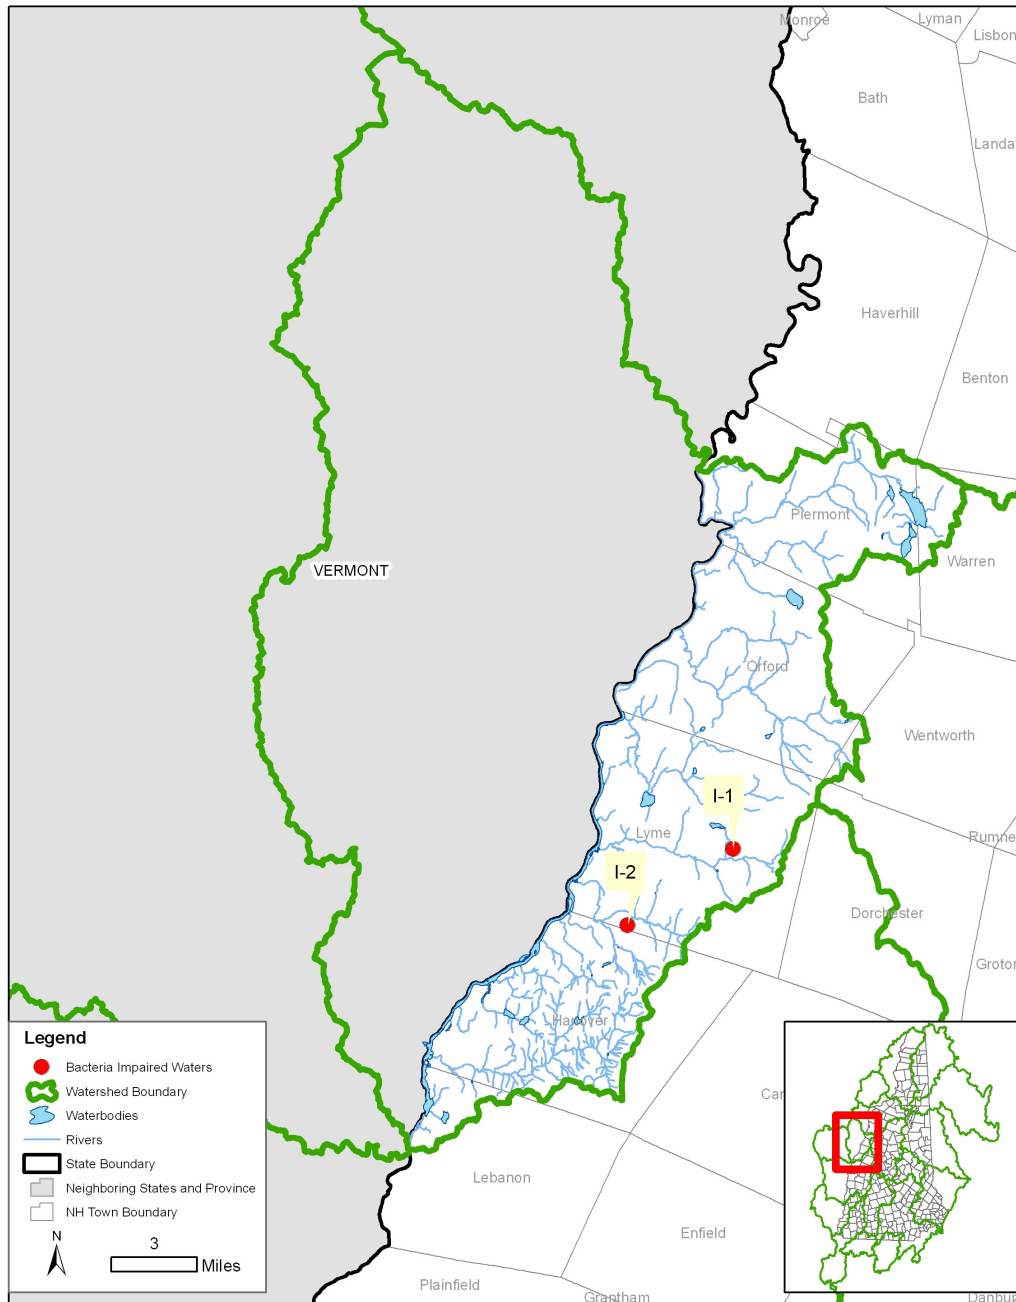 Monroe
Lyman
Lisbon
Bath
Landa
Haverhill
Benton
Piermont
Warren
VERMONT
Orford
Wentworth
I-1
Lyme
Rumne
I-2
Dorchester
Groton
Hanover
Legend
Bacteria Impaired Waters
Watershed Boundary
Waterbodies
Rivers
State Boundary
Neighboring States and Province
NH Town Boundary
N
3
Miles
Can
Lebanon
Enfield
Plainfield
Grantham
Danbu